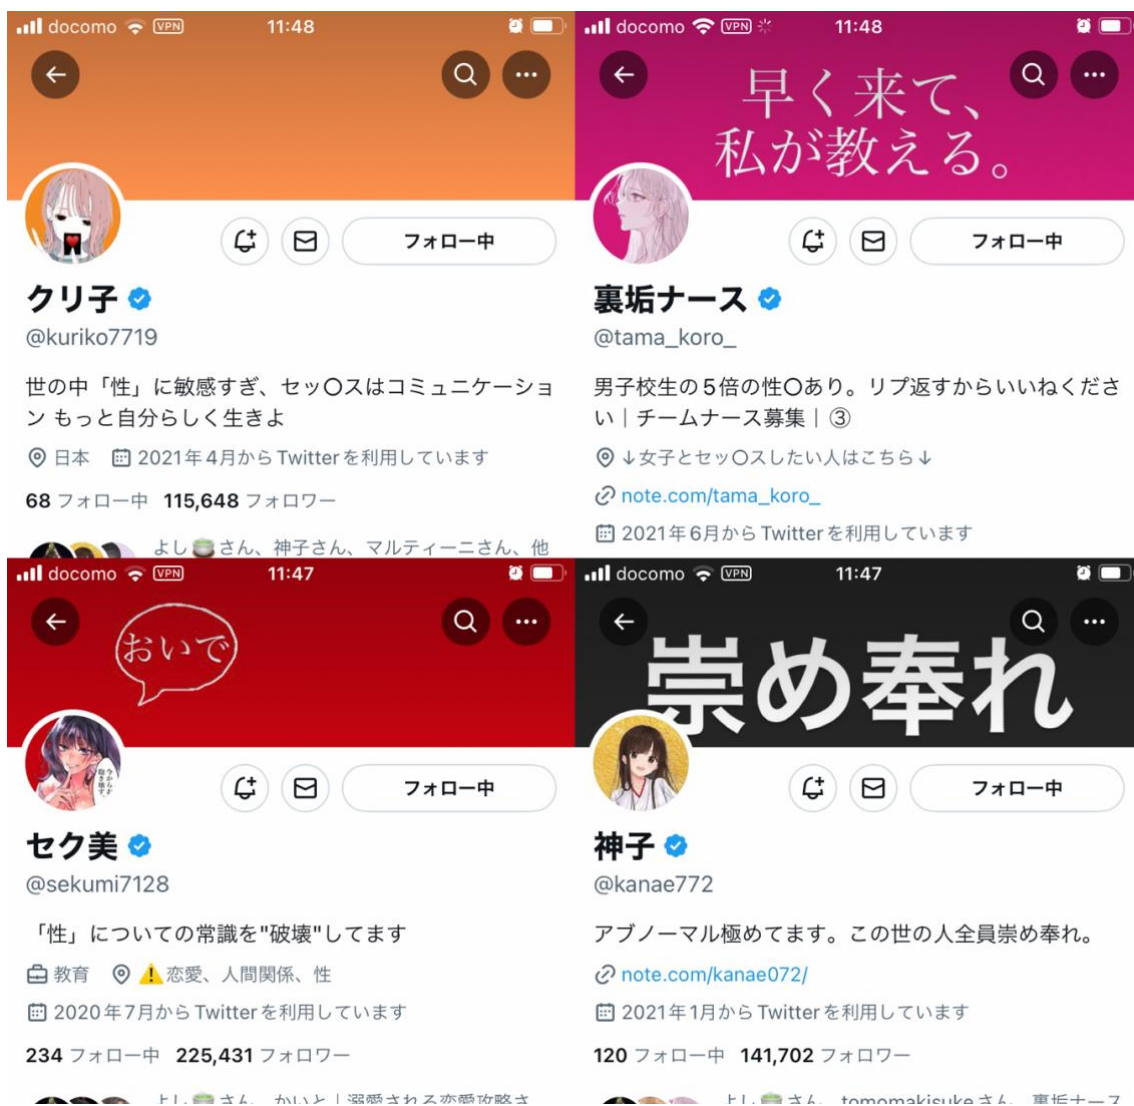 docomo VPN 11:48
クリ子
@kuriko7719
フォロー中
世の中「性」に敏感すぎ、セッ〇スはコミュニケーショ
ン もっと自分らしく生きよ
日本 2021年4月からTwitterを利用しています
68 フォロー中 115,648 フォロワー
よし🍵さん、神子さん、マルティーニさん、他
docomo VPN 11:48
早く来て、
私が教える。
フォロー中
裏垢ナース
@tama_koro_
男子校生の5倍の性〇あり。リプ返すからいいねくださ
い｜チームナース募集｜③
↓女子とセッ〇スしたい人はこちら↓
note.com/tama_koro_
2021年6月からTwitterを利用しています
docomo VPN 11:47
おいで
今からお前を
抱き壊す。
フォロー中
セク美
@sekumi7128
「性」についての常識を"破壊"してます
教育 ⚠️恋愛、人間関係、性
2020年7月からTwitterを利用しています
234 フォロー中 225,431 フォロワー
よし🍵さん、かいと｜溺愛される恋愛攻略さ
docomo VPN 11:47
崇め奉れ
フォロー中
神子
@kanae772
アブノーマル極めてます。この世の人全員崇め奉れ。
note.com/kanae072/
2021年1月からTwitterを利用しています
120 フォロー中 141,702 フォロワー
よし🍵さん、tomomakisukeさん、裏垢ナース